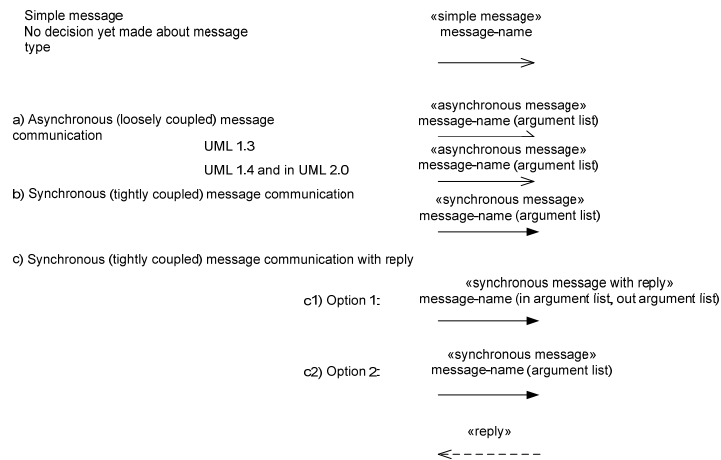 Simple message
No decision yet made about message
type
«simple message»
message-name
a) Asynchronous (loosely coupled) message
communication
UML 1.3
UML 1.4 and in UML 2.0
«asynchronous message»
message-name (argument list)
«asynchronous message»
message-name (argument list)
b) Synchronous (tightly coupled) message communication
«synchronous message»
message-name (argument list)
c) Synchronous (tightly coupled) message communication with reply
c1) Option 1:
«synchronous message with reply»
message-name (in argument list, out argument list)
c2) Option 2:
«synchronous message»
message-name (argument list)
«reply»